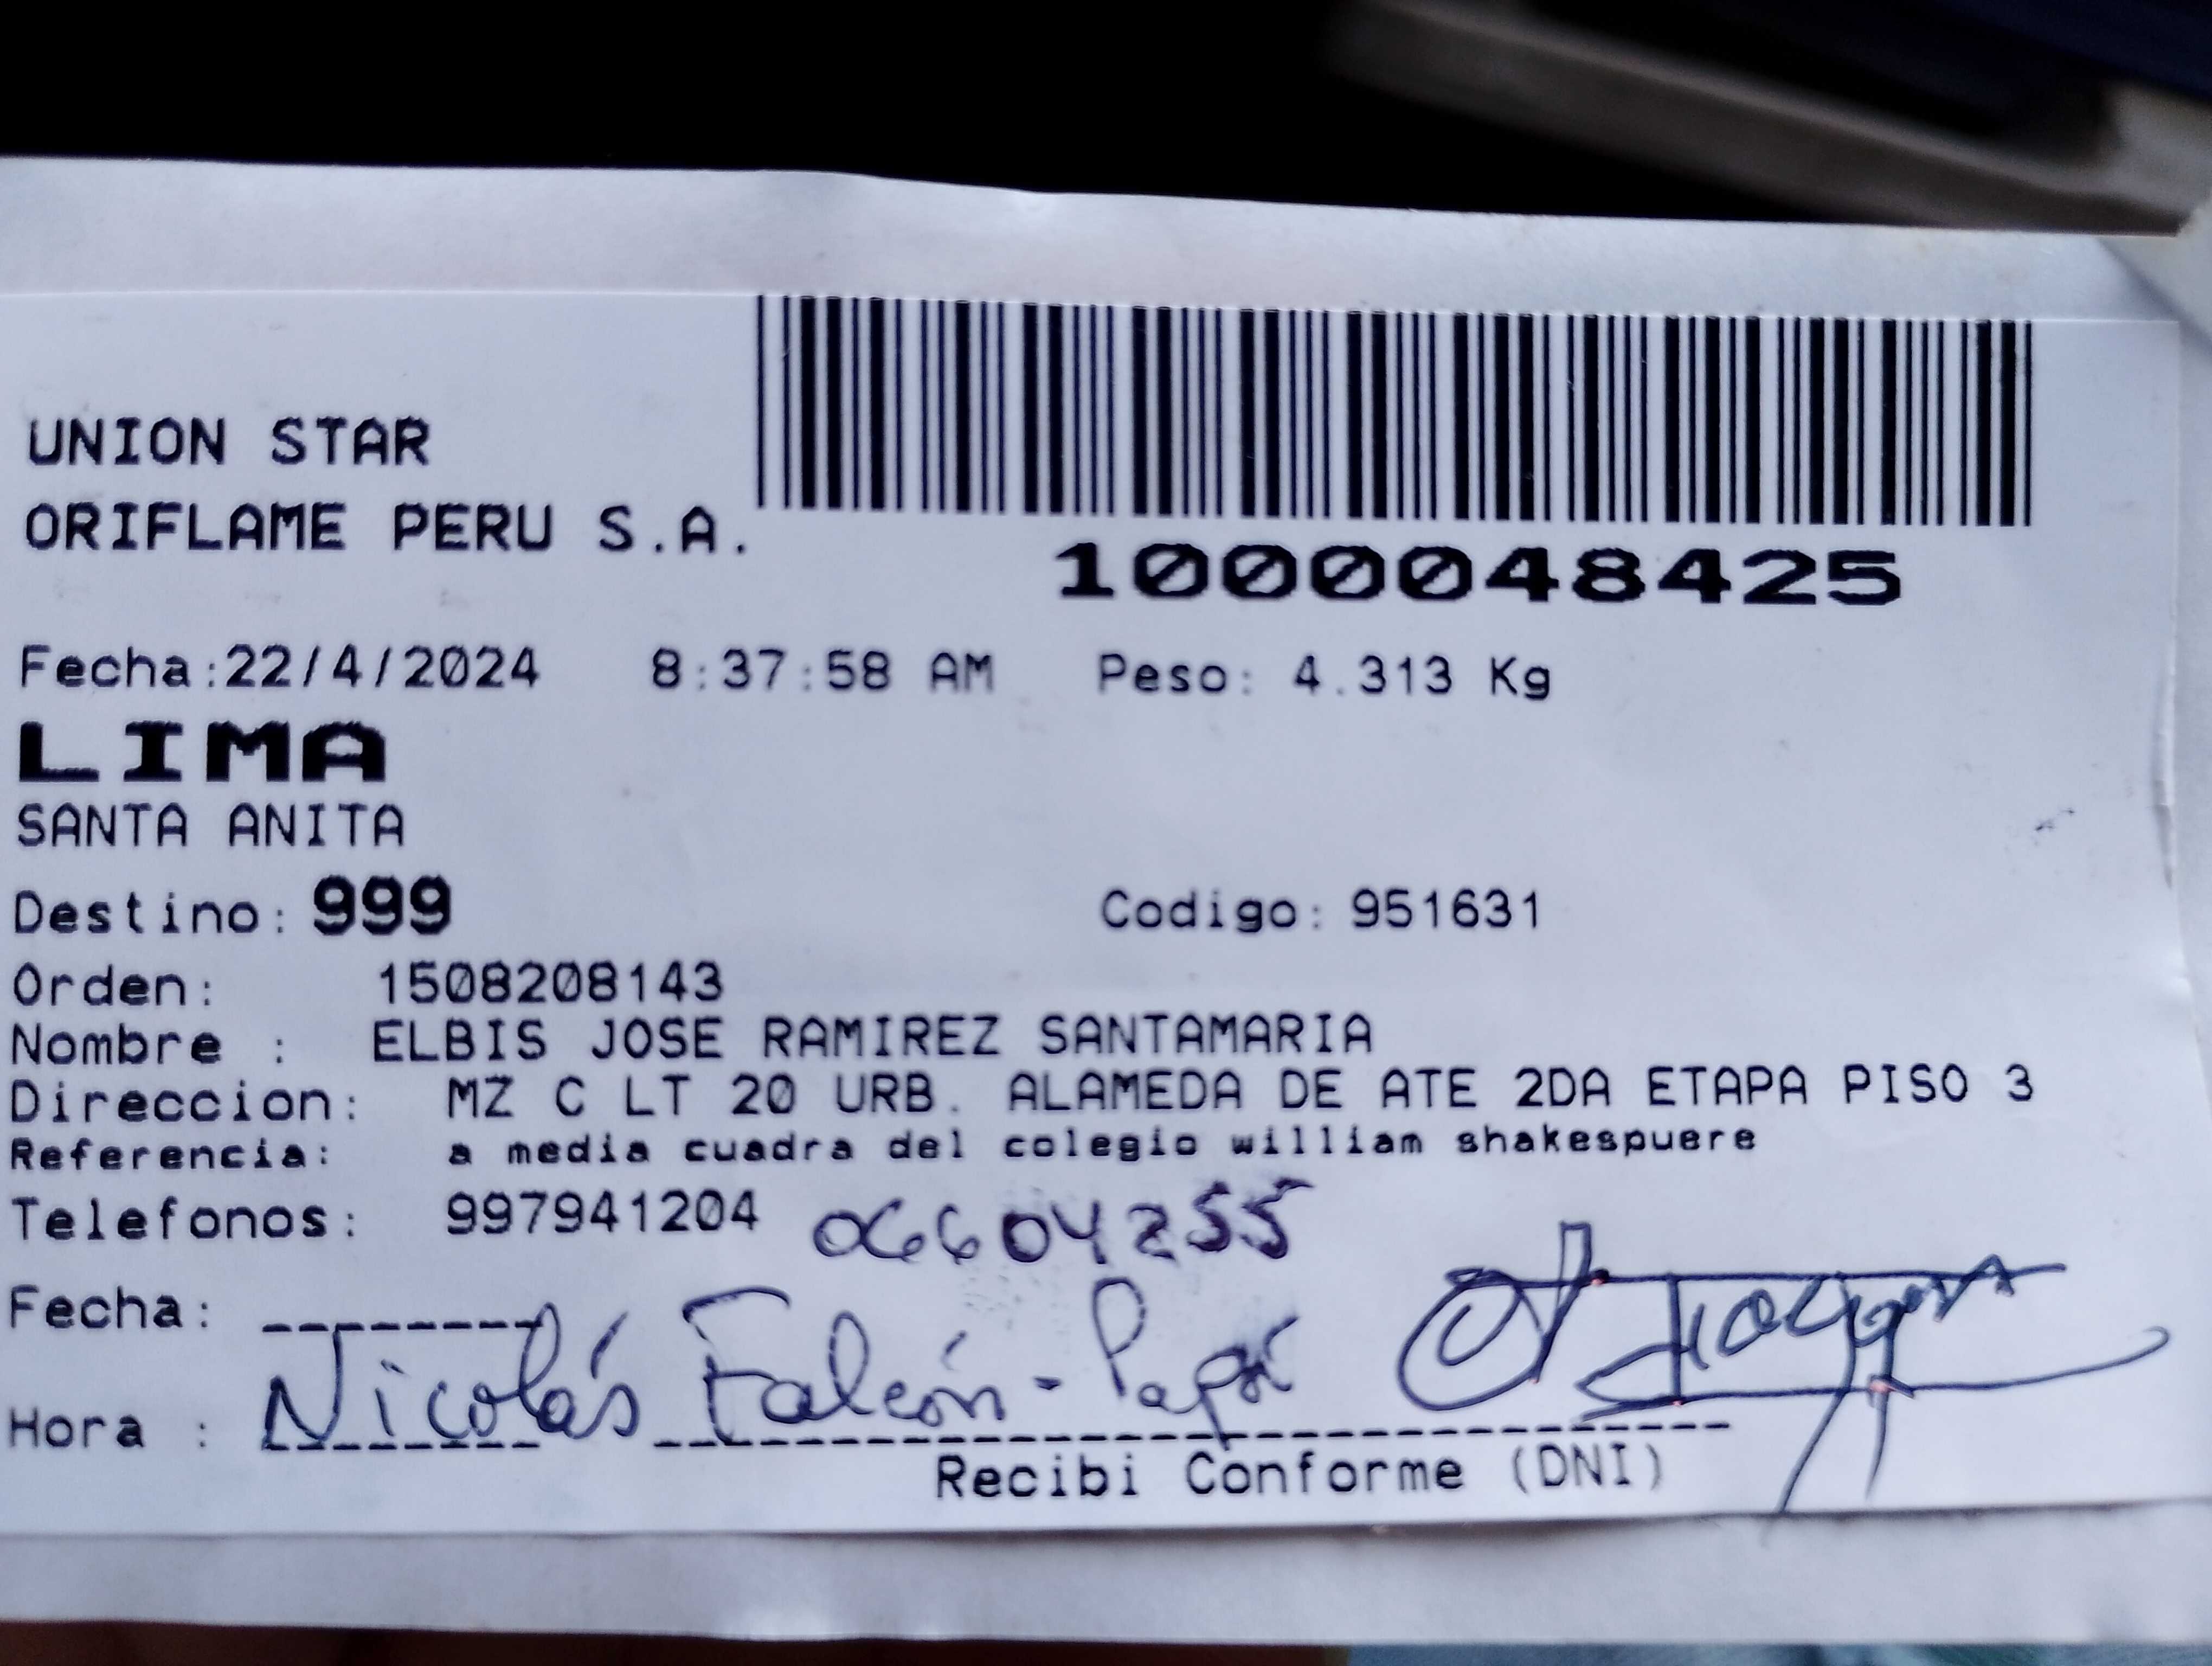 UNION STAR
ORIFLAME PERU S.A.
1000048425
Fecha:22/4/2024 8:37:58 AM Peso: 4.313 Kg
LIMA
SANTA ANITA
Destino: 999 Codigo: 951631
Orden: 1508208143
Nombre : ELBIS JOSE RAMIREZ SANTAMARIA
Direccion: MZ C LT 20 URB. ALAMEDA DE ATE 2DA ETAPA PISO 3
Referencia: a media cuadra del colegio william shakespuere
Telefonos: 997941204 06604255
Fecha:
Hora : Nicolás Falcón - Papá
Recibi Conforme (DNI)